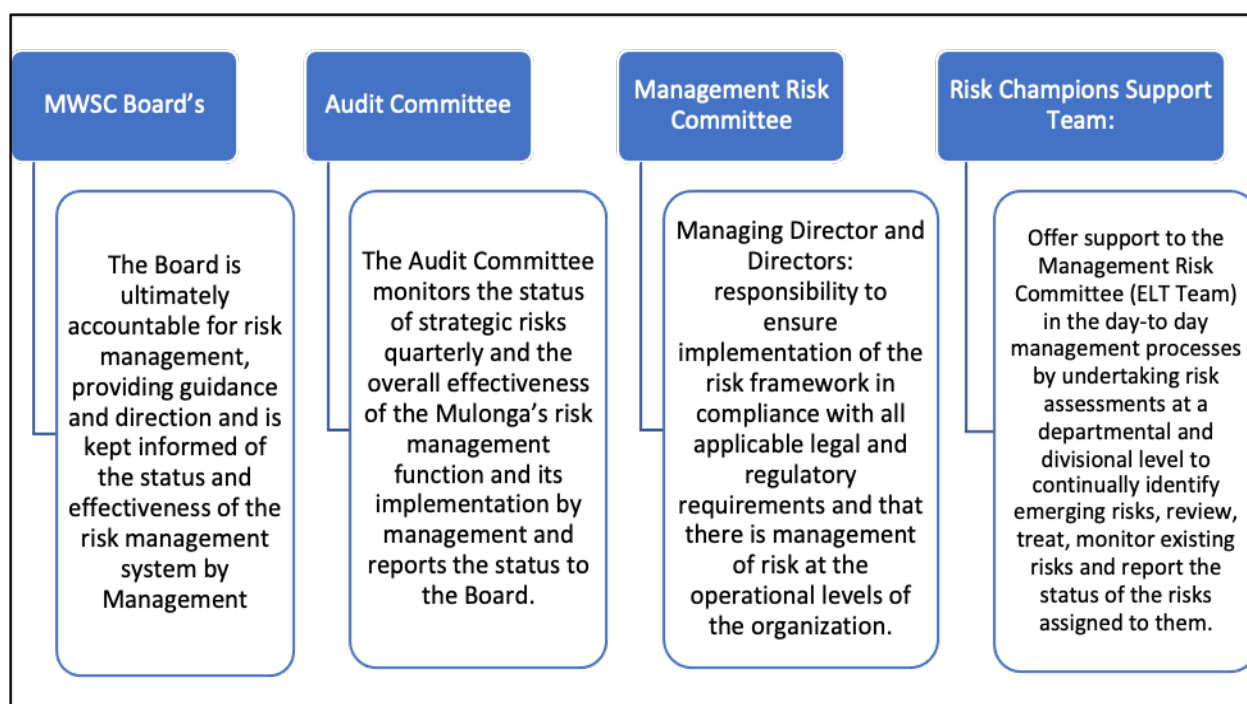 MWSC Board's
The Board is
ultimately
accountable for risk
management,
providing guidance
and direction and is
kept informed of
the status and
effectiveness of the
risk management
system by
Management
Audit Committee
The Audit Committee
monitors the status
of strategic risks
quarterly and the
overall effectiveness
of the Mulonga's risk
management
function and its
implementation by
management and
reports the status to
the Board.
Management Risk
Committee
Managing Director and
Directors:
responsibility to
ensure
implementation of the
risk framework in
compliance with all
applicable legal and
regulatory
requirements and that
there is management
of risk at the
operational levels of
the organization.
Risk Champions Support
Team:
Offer support to the
Management Risk
Committee (ELT Team)
in the day-to day
management processes
by undertaking risk
assessments at a
departmental and
divisional level to
continually identify
emerging risks, review,
treat, monitor existing
risks and report the
status of the risks
assigned to them.